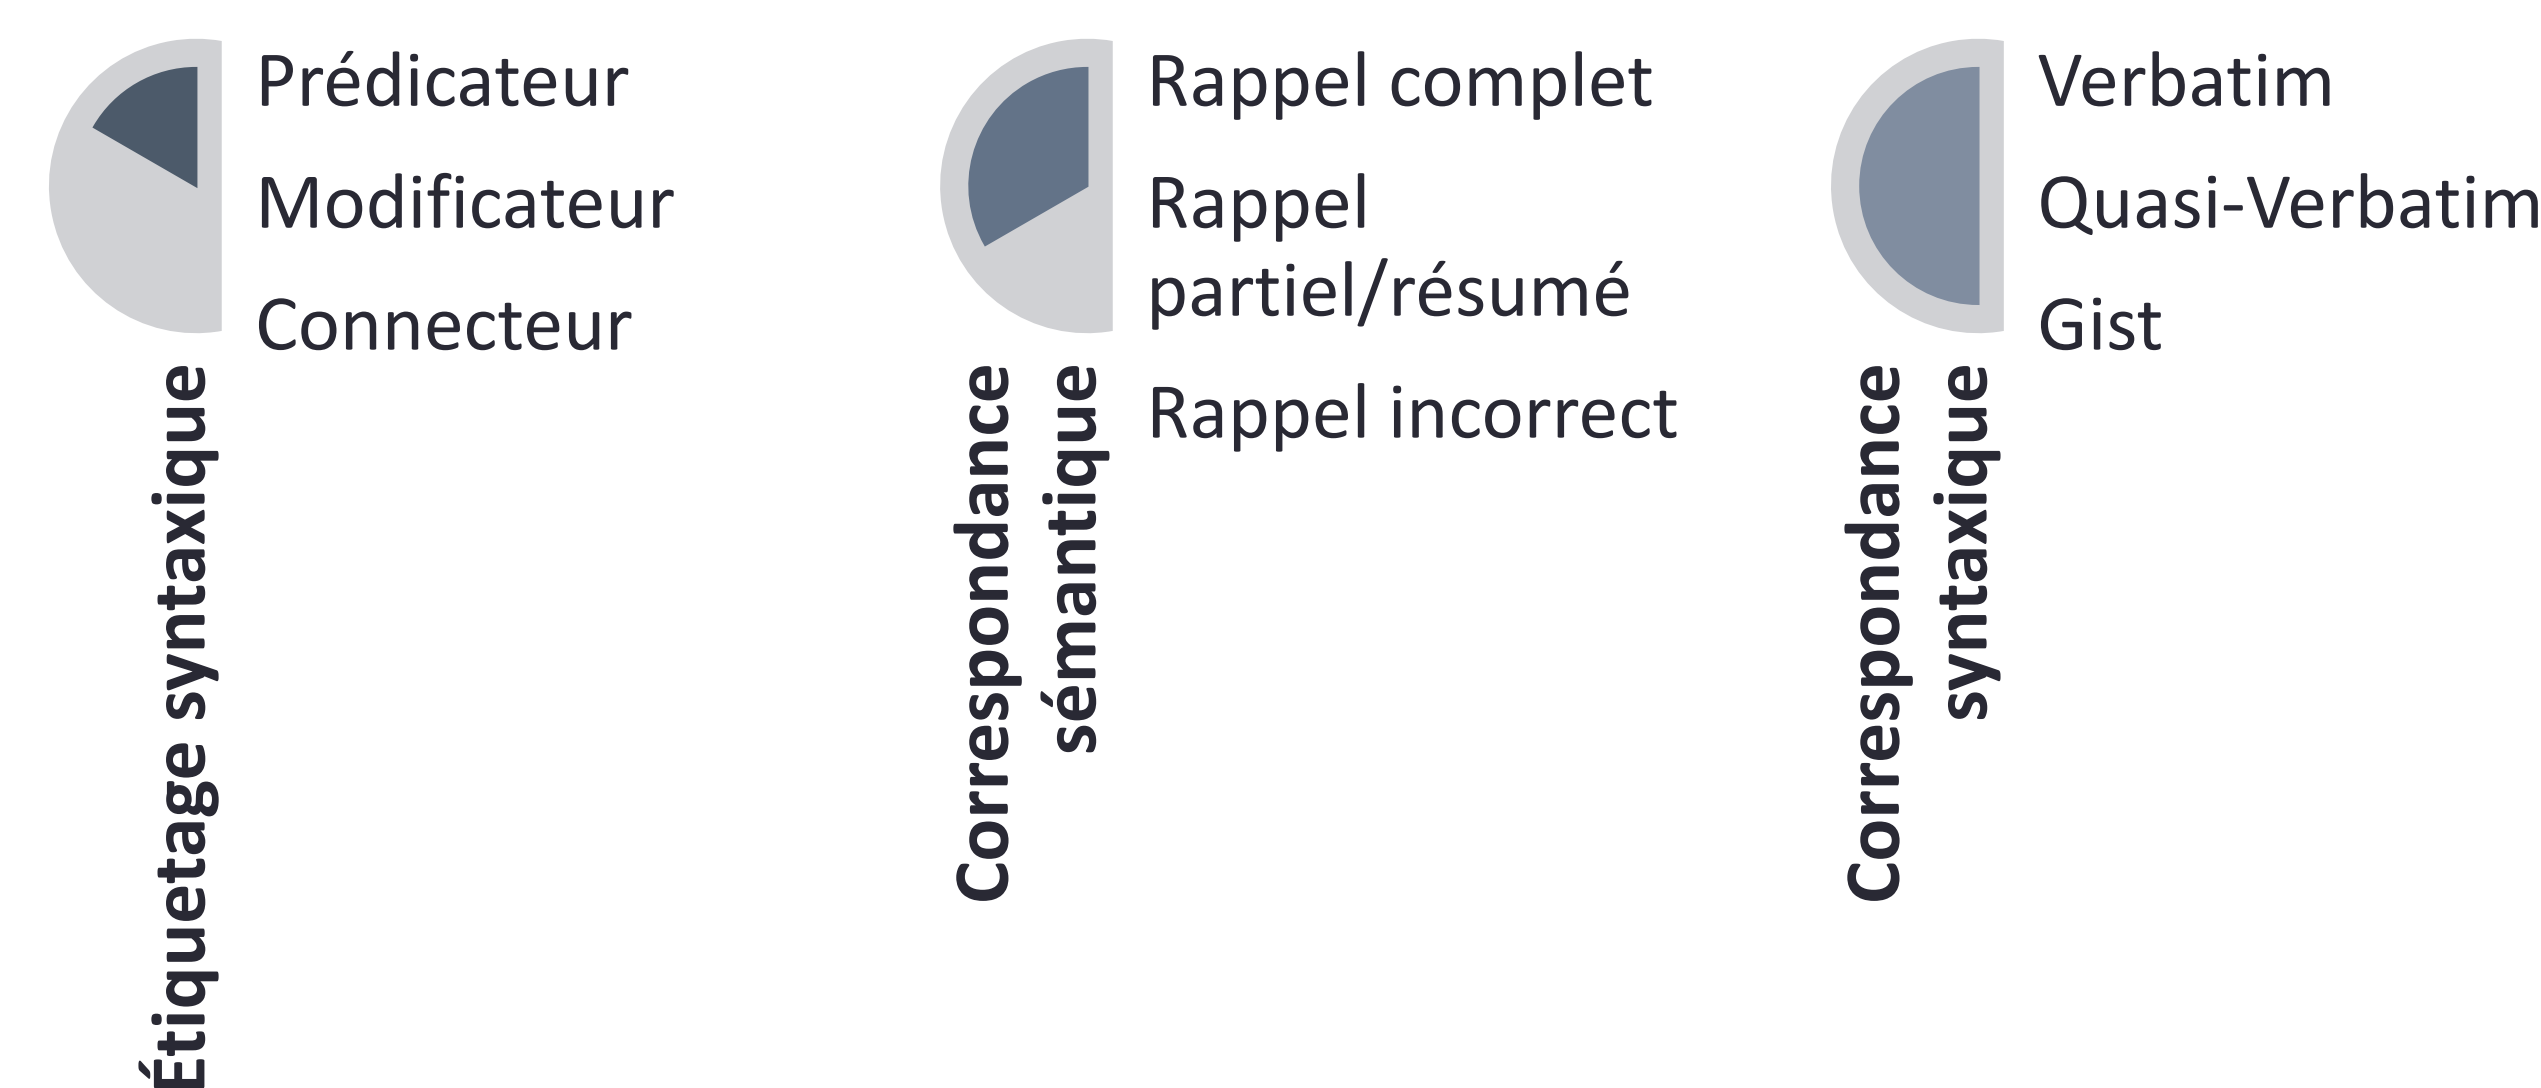 Étiquetage syntaxique
Prédicateur
Modificateur
Connecteur
Correspondance
sémantique
Rappel complet
Rappel
partiel/résumé
Rappel incorrect
Correspondance
syntaxique
Verbatim
Quasi-Verbatim
Gist